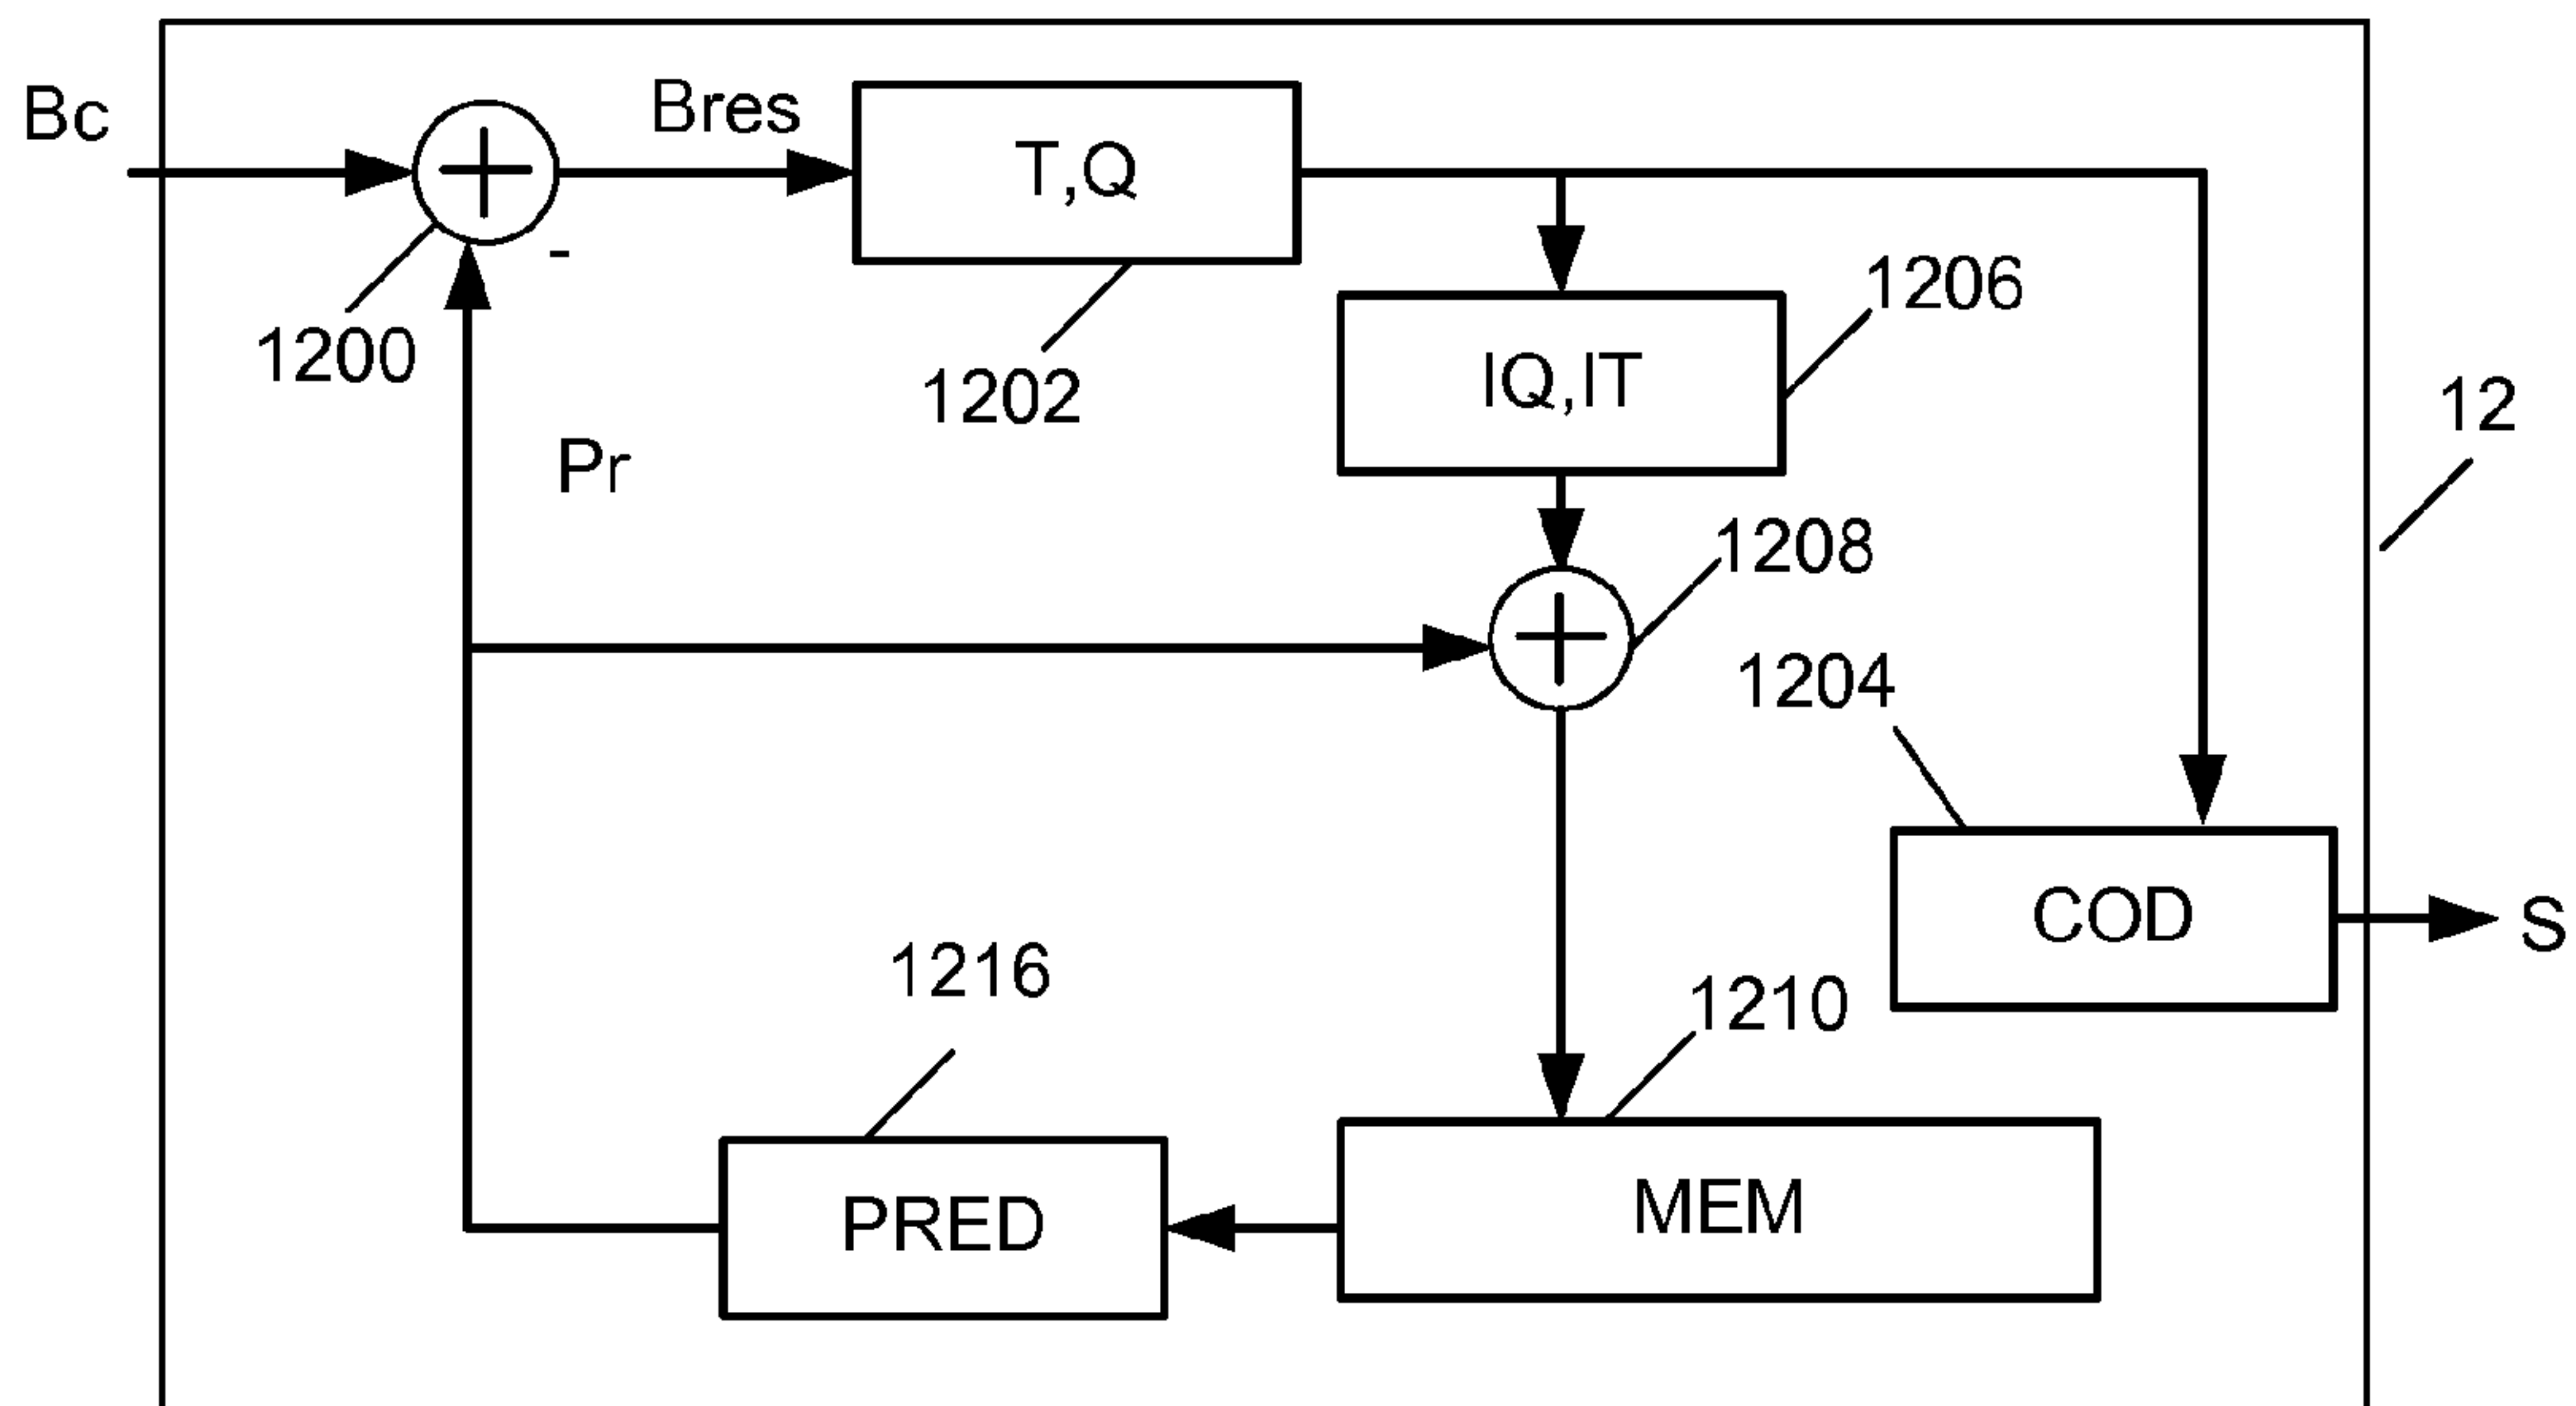 Bc
Bres
T,Q
-
1200
1202
1206
IQ,IT
12
Pr
1208
1204
COD
S
1216
1210
PRED
MEM